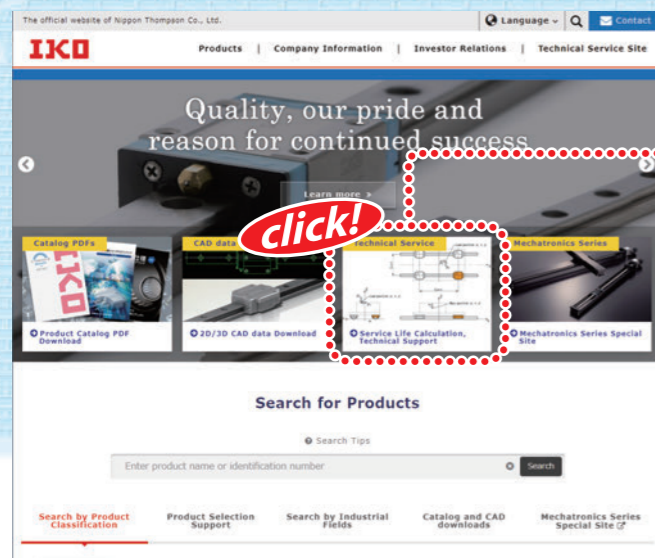 The official website of Nippon Thompson Co., Ltd.
Language
Contact
IKO
Products | Company Information | Investor Relations | Technical Service Site
Quality, our pride and
reason for continued success
Learn more >
click!
Catalog PDFs
CAD data
Technical Service
Mechatronics Series
IKO
Product Catalog PDF
Download
2D/3D CAD data Download
Service Life Calculation,
Technical Support
Mechatronics Series Special
Site
Search for Products
Search Tips
Enter product name or identification number
Search
Search by Product
Classification
Product Selection
Support
Search by Industrial
Fields
Catalog and CAD
downloads
Mechatronics Series
Special Site